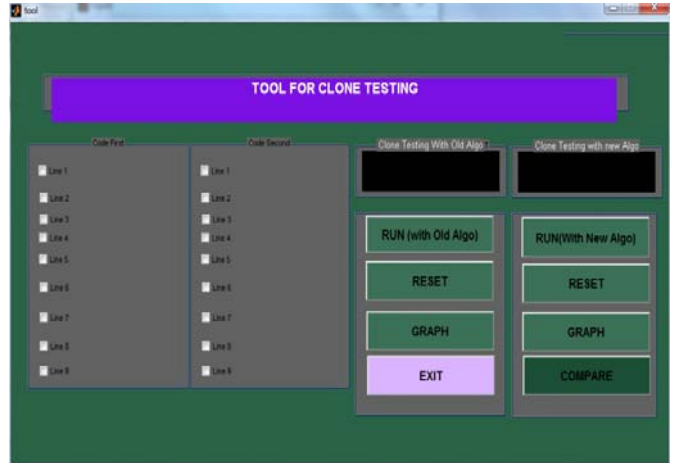 tool
TOOL FOR CLONE TESTING
Code First
Line 1
Line 2
Line 3
Line 4
Line 5
Line 6
Line 7
Line 8
Line 9
Code Second
Line 1
Line 2
Line 3
Line 4
Line 5
Line 6
Line 7
Line 8
Line 9
Clone Testing With Old Algo
RUN (with Old Algo)
RESET
GRAPH
EXIT
Clone Testing with new Algo
RUN(With New Algo)
RESET
GRAPH
COMPARE